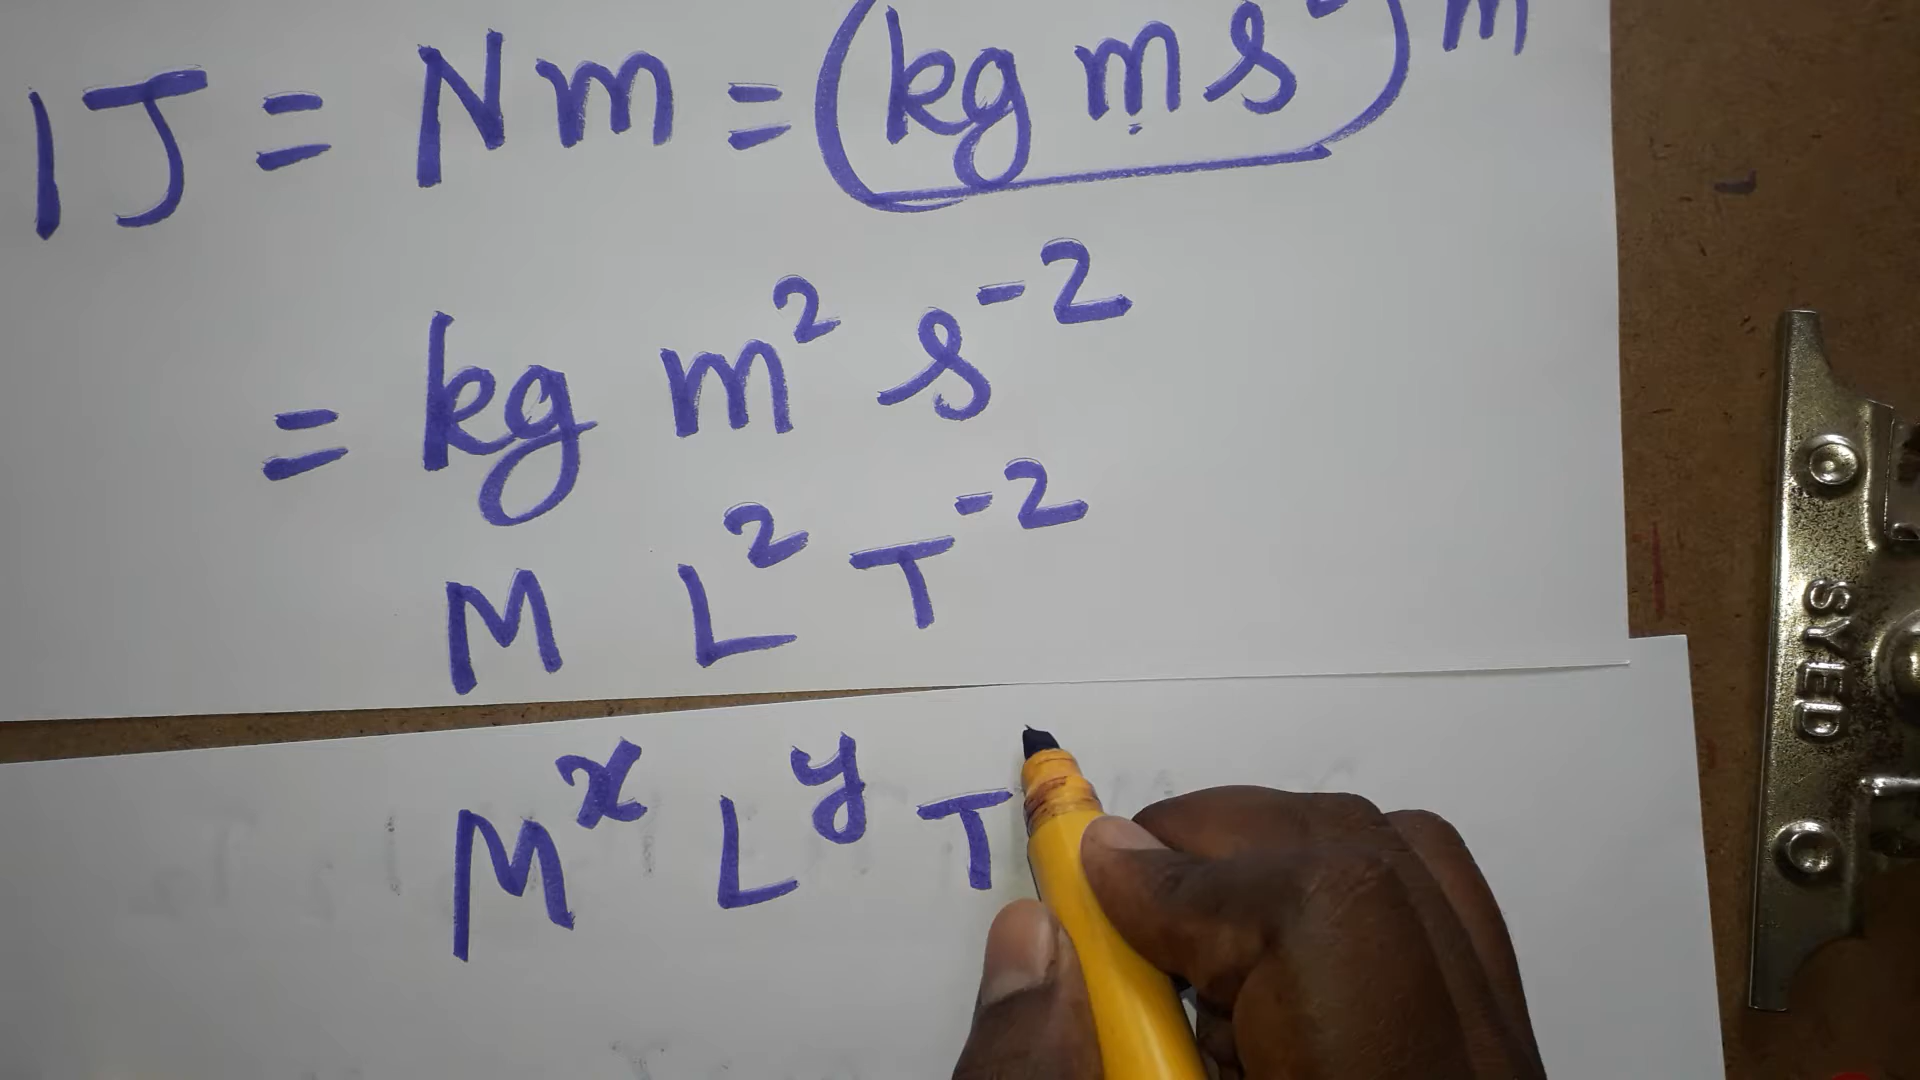 1J = Nm = (kg m s⁻²) m
= kg m² s⁻²
M L² T⁻²
Mˣ Lʸ T
SYED